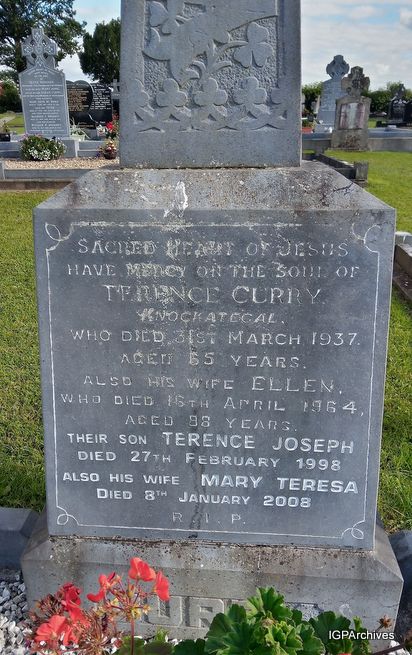 SACRED HEART OF JESUS
HAVE MERCY ON THE SOUL OF
TERENCE CURRY
KNOCKATEGAL.
WHO DIED 31ST MARCH 1937.
AGED 65 YEARS.
ALSO HIS WIFE ELLEN,
WHO DIED 16TH APRIL 1964,
AGED 88 YEARS.
THEIR SON TERENCE JOSEPH
DIED 27TH FEBRUARY 1998
ALSO HIS WIFE MARY TERESA
DIED 8TH JANUARY 2008
R.I.P.
IGPArchives